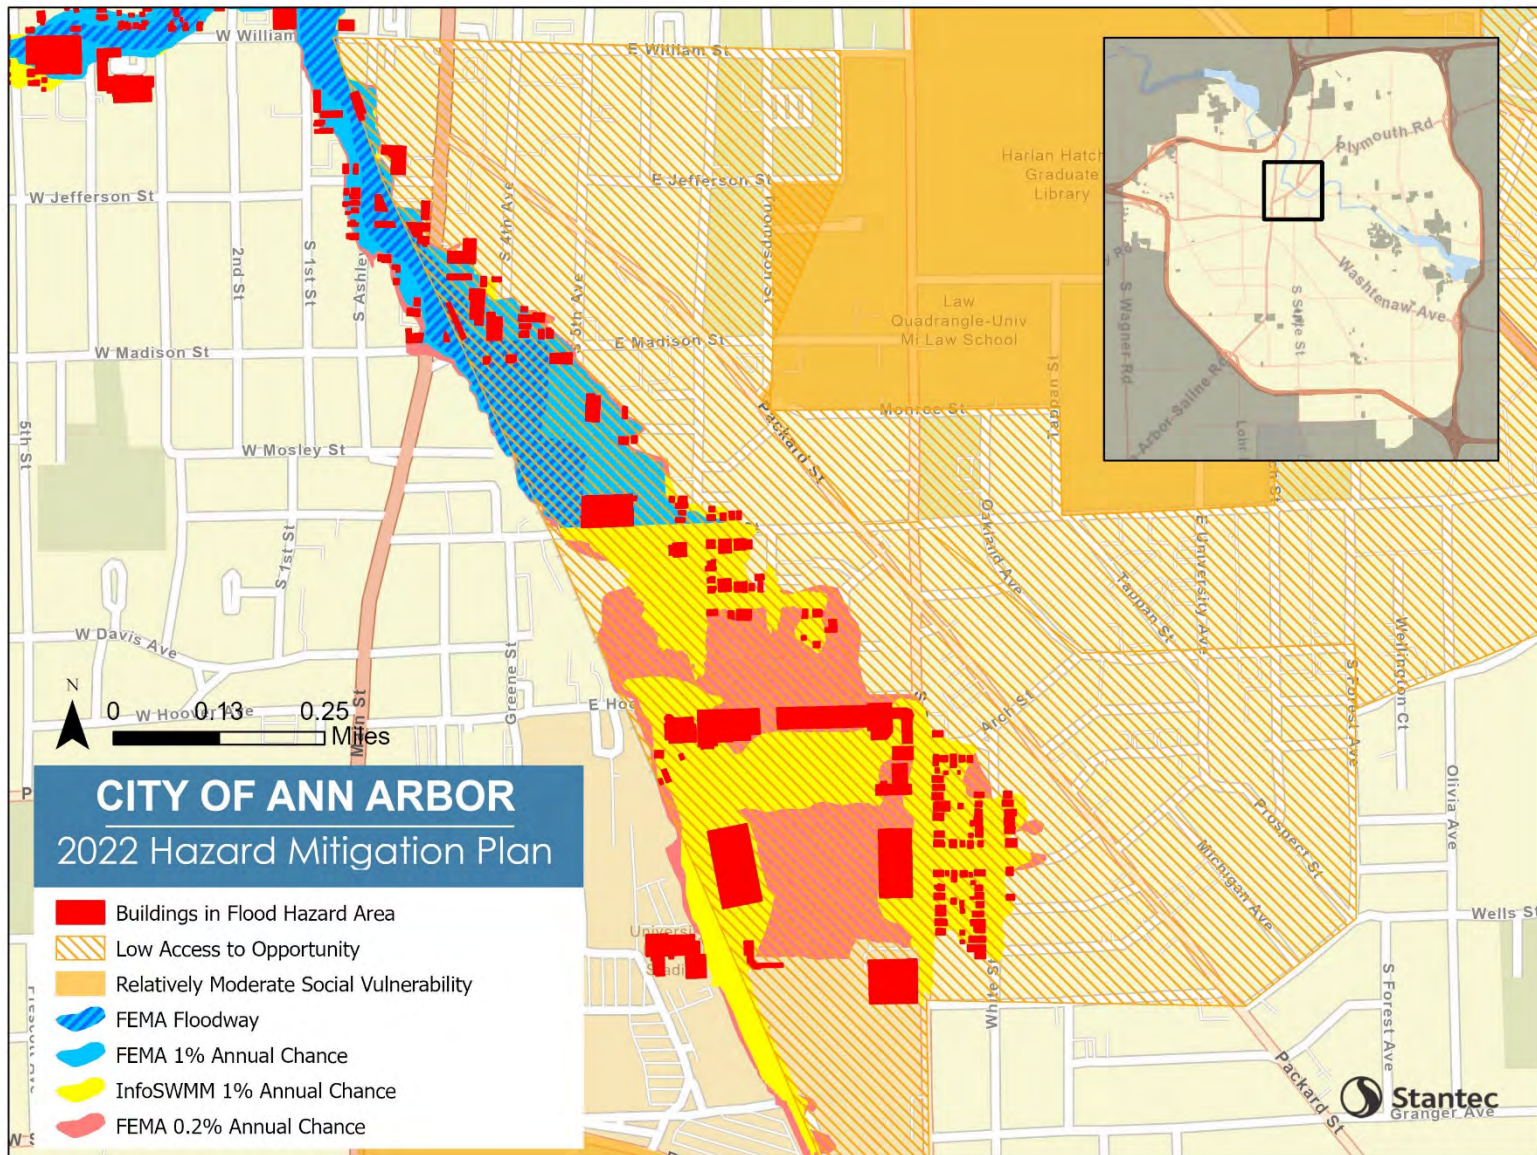 W William
E William St
Harlan Hatch
Graduate
Library
Plymouth Rd
W Jefferson St
E Jefferson St
Thompson St
S 4th Ave
2nd St
S 1st St
S Ashley
S 5th Ave
Law
Quadrangle-Univ
Mi Law School
S Wagner Rd
S State St
Washtenaw Ave
Arbor Saline Rd
Lohr
W Madison St
E Madison St
Tappan St
Monroe St
Packard St
5th St
W Mosley St
Oakland Ave
E University Ave
S 1st St
Tappan St
W Davis Ave
Wellington Ct
S Forest Ave
Greene St
W Hoover Ave
E Hoo
Main St
Arch St
Olivia Ave
N
0 0.13 0.25
Miles
CITY OF ANN ARBOR
2022 Hazard Mitigation Plan
Prospect St
Michigan Ave
Wells St
Buildings in Flood Hazard Area
Low Access to Opportunity
Relatively Moderate Social Vulnerability
FEMA Floodway
FEMA 1% Annual Chance
InfoSWMM 1% Annual Chance
FEMA 0.2% Annual Chance
White St
S Forest Ave
Packard St
Stantec
Granger Ave